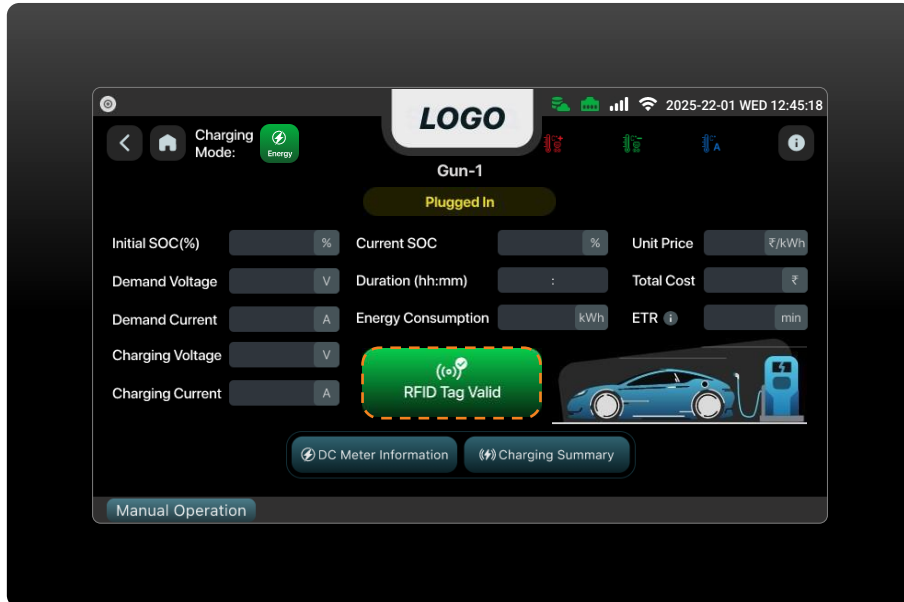 LOGO
2025-22-01 WED 12:45:18
Charging
Mode:
Energy
A
Gun-1
Plugged In
Initial SOC(%) %
Current SOC %
Unit Price ₹/kWh
Demand Voltage V
Duration (hh:mm) :
Total Cost ₹
Demand Current A
Energy Consumption kWh
ETR i min
Charging Voltage V
Charging Current A
RFID Tag Valid
DC Meter Information
Charging Summary
Manual Operation